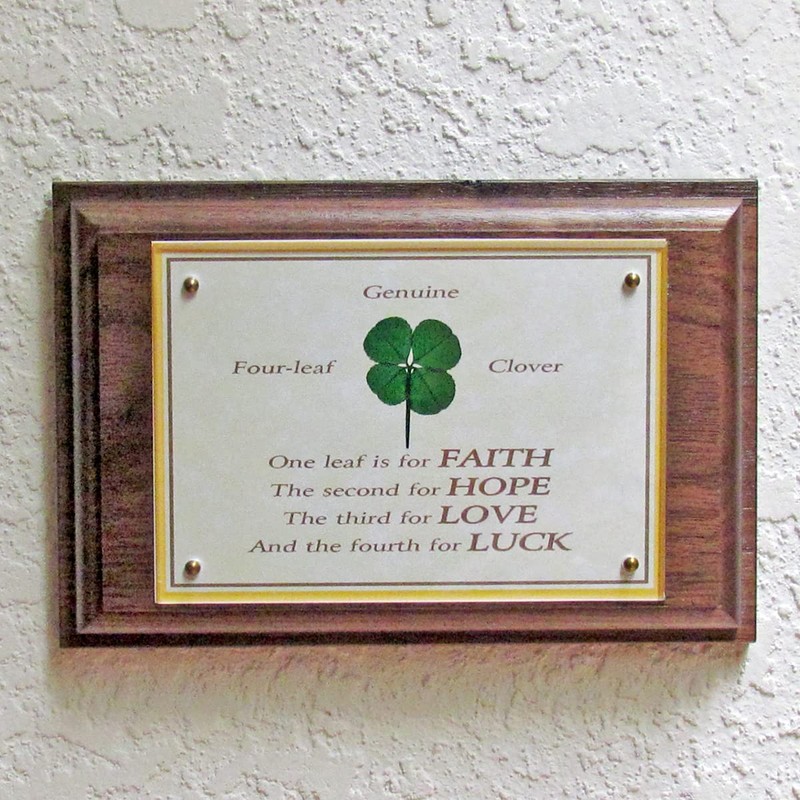 Genuine
Four-leaf Clover
One leaf is for FAITH
The second for HOPE
The third for LOVE
And the fourth for LUCK